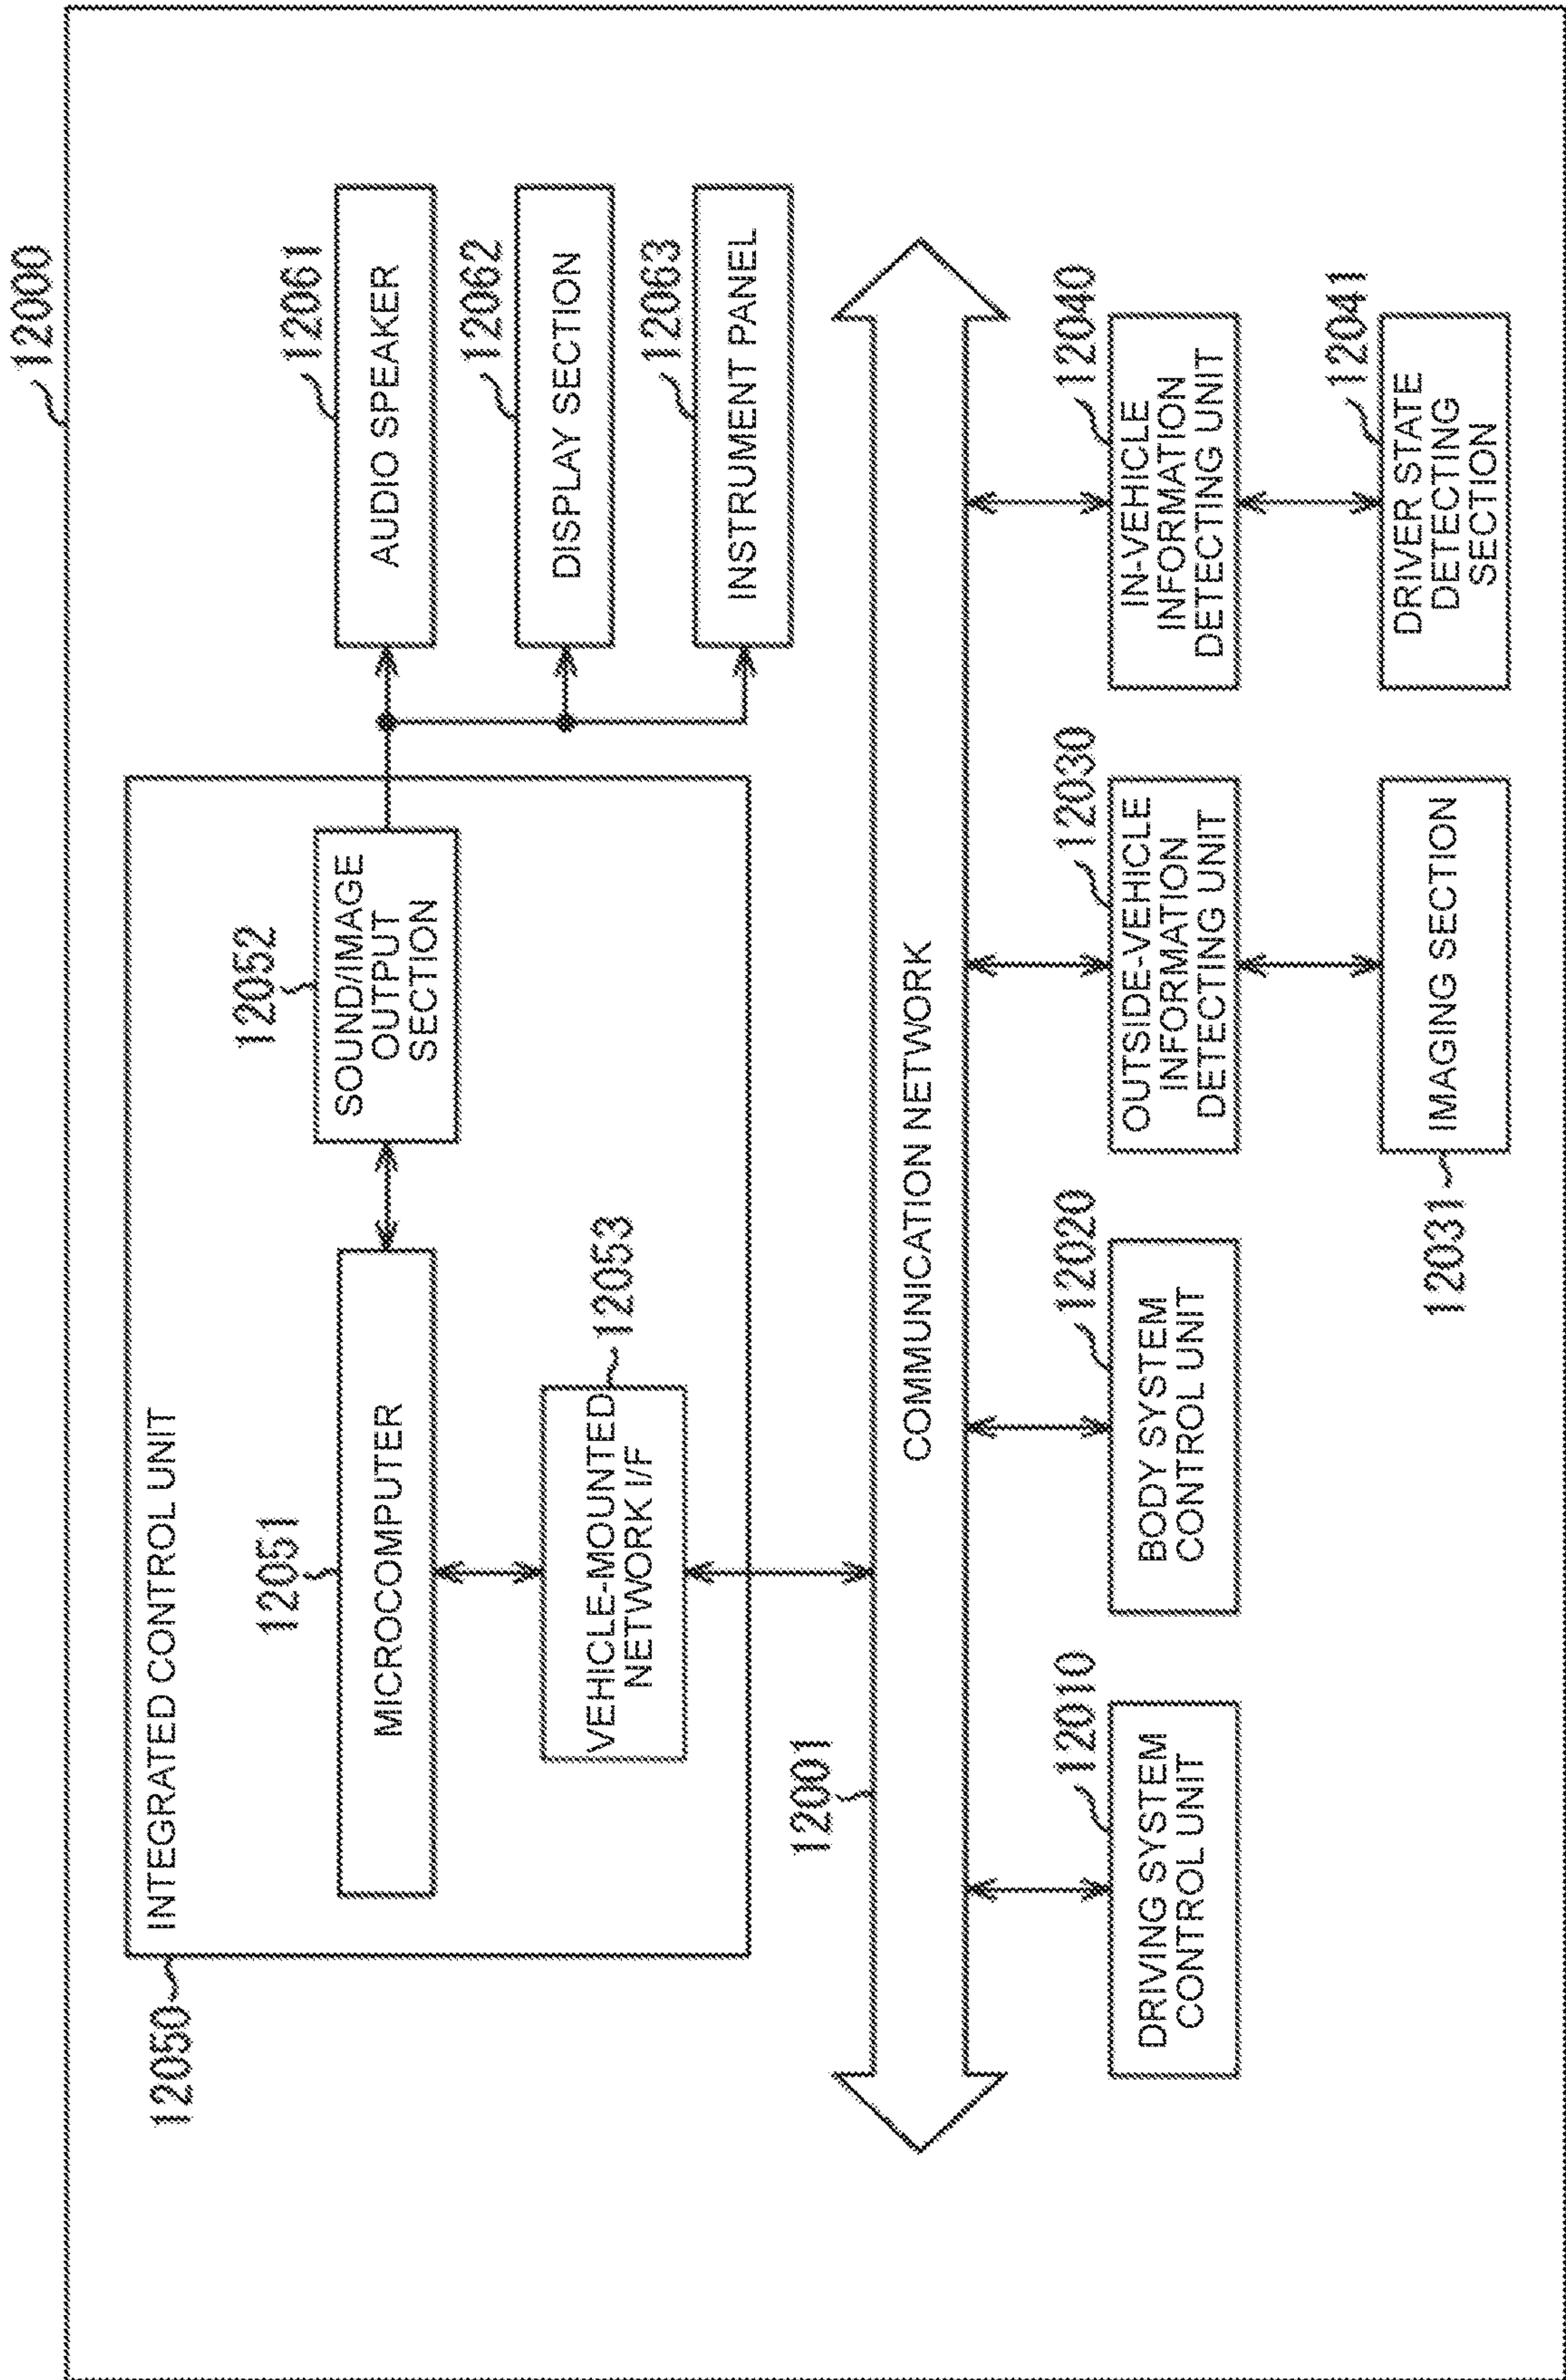 12000
12050
INTEGRATED CONTROL UNIT
12051
MICROCOMPUTER
12052
SOUND/IMAGE
OUTPUT
SECTION
12053
VEHICLE-MOUNTED
NETWORK I/F
12061
AUDIO SPEAKER
12062
DISPLAY SECTION
12063
INSTRUMENT PANEL
12001
COMMUNICATION NETWORK
12010
DRIVING SYSTEM
CONTROL UNIT
12020
BODY SYSTEM
CONTROL UNIT
12030
OUTSIDE-VEHICLE
INFORMATION
DETECTING UNIT
12040
IN-VEHICLE
INFORMATION
DETECTING UNIT
12031
IMAGING SECTION
12041
DRIVER STATE
DETECTING
SECTION